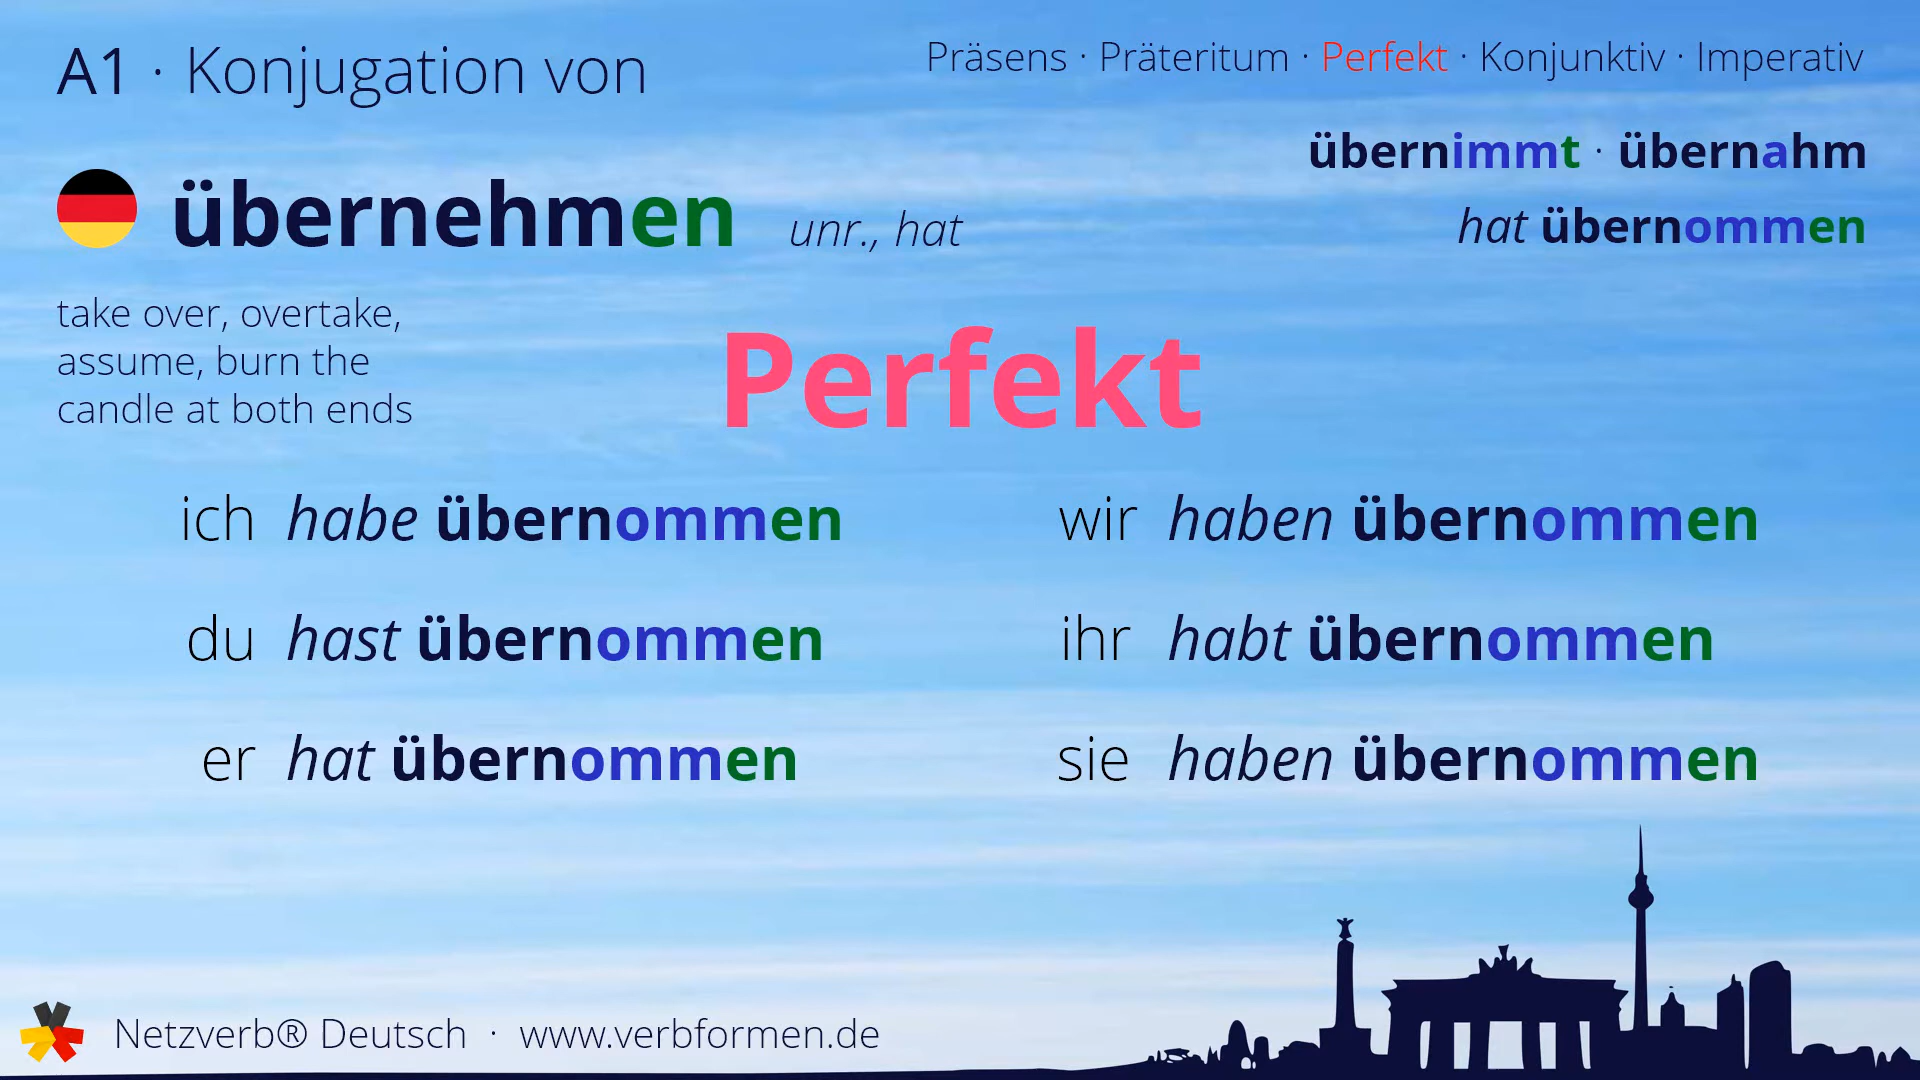 A1 · Konjugation von
Präsens · Präteritum · Perfekt · Konjunktiv · Imperativ
übernehmen unr., hat
übernimmt · übernahm
hat übernommen
take over, overtake,
assume, burn the
candle at both ends
Perfekt
ich habe übernommen
du hast übernommen
er hat übernommen
wir haben übernommen
ihr habt übernommen
sie haben übernommen
Netzverb® Deutsch · www.verbformen.de